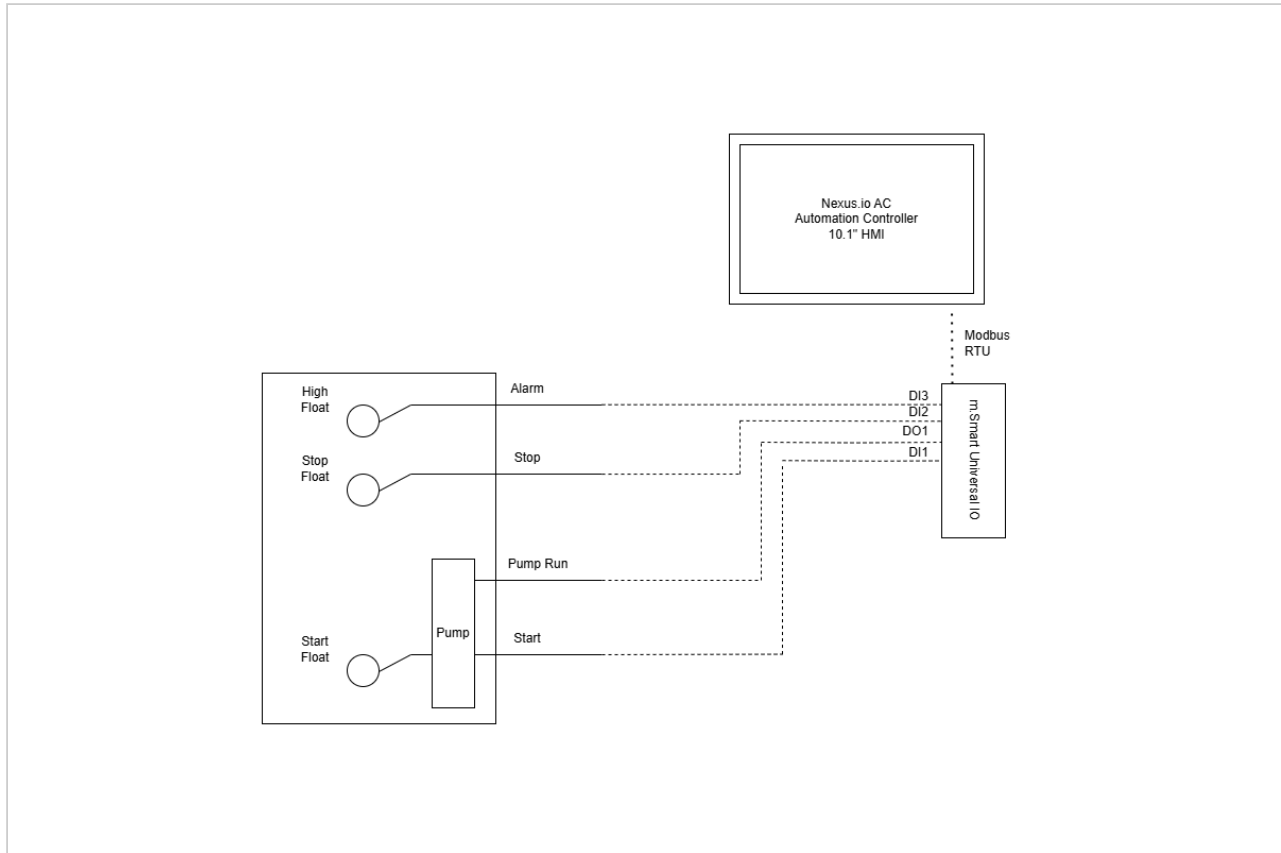 Nexus.io AC
Automation Controller
10.1" HMI
Modbus
RTU
High
Float
Alarm
DI3
DI2
DO1
DI1
m.Smart Universal IO
Stop
Float
Stop
Pump Run
Pump
Start
Float
Start